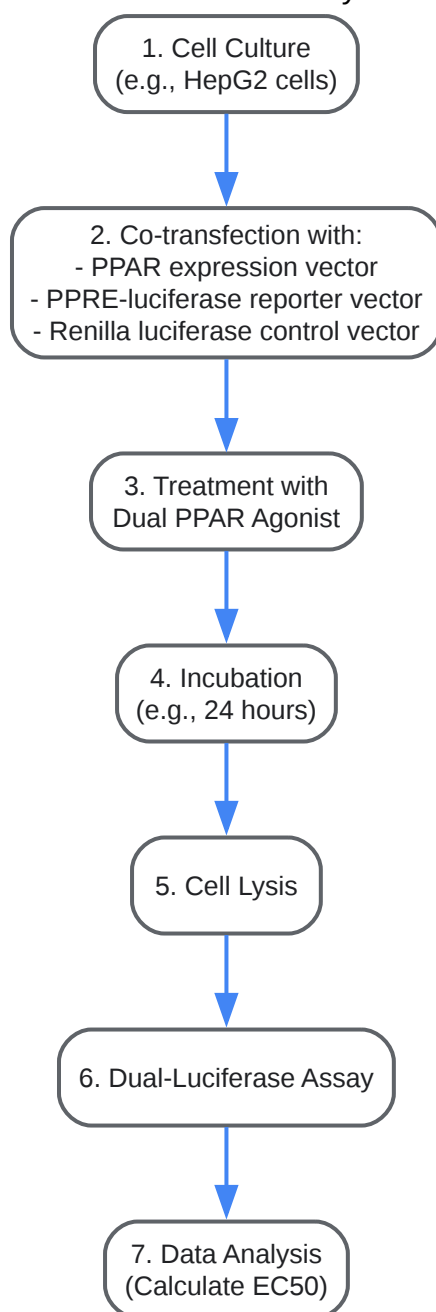 1. Cell Culture
(e.g., HepG2 cells)
2. Co-transfection with:
- PPAR expression vector
- PPRE-luciferase reporter vector
- Renilla luciferase control vector
3. Treatment with
Dual PPAR Agonist
4. Incubation
(e.g., 24 hours)
5. Cell Lysis
6. Dual-Luciferase Assay
7. Data Analysis
(Calculate EC50)